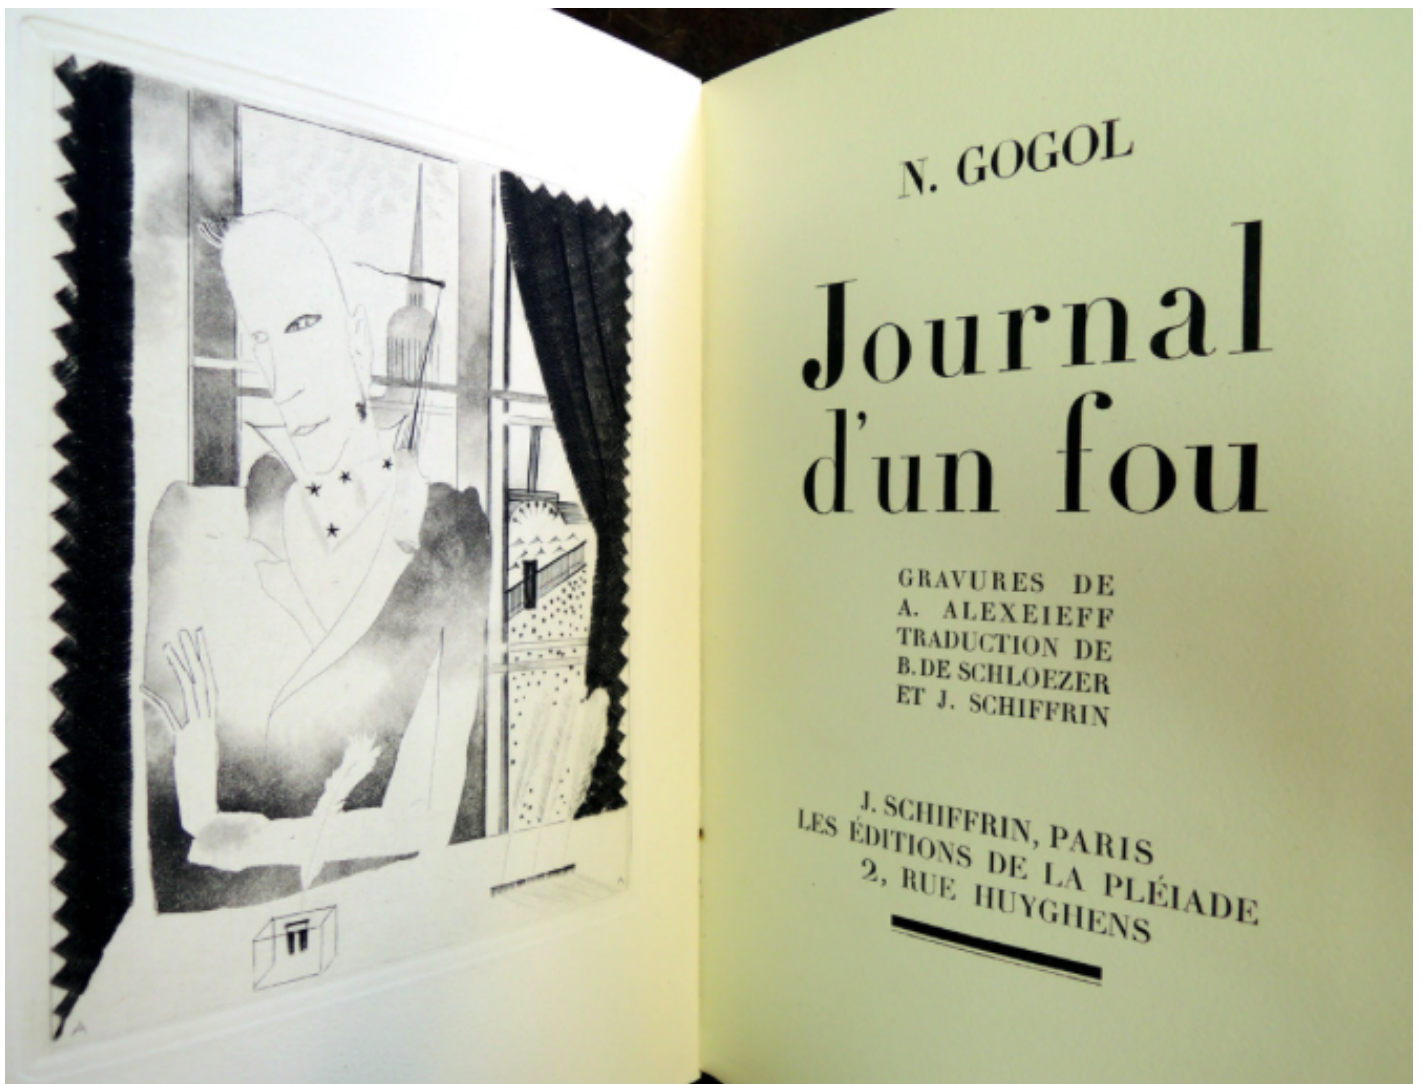 N. GOGOL
Journal
d'un fou
GRAVURES DE
A. ALEXEIEFF
TRADUCTION DE
B. DE SCHLOEZER
ET J. SCHIFFRIN
J. SCHIFFRIN, PARIS
LES ÉDITIONS DE LA PLÉIADE
2, RUE HUYGHENS